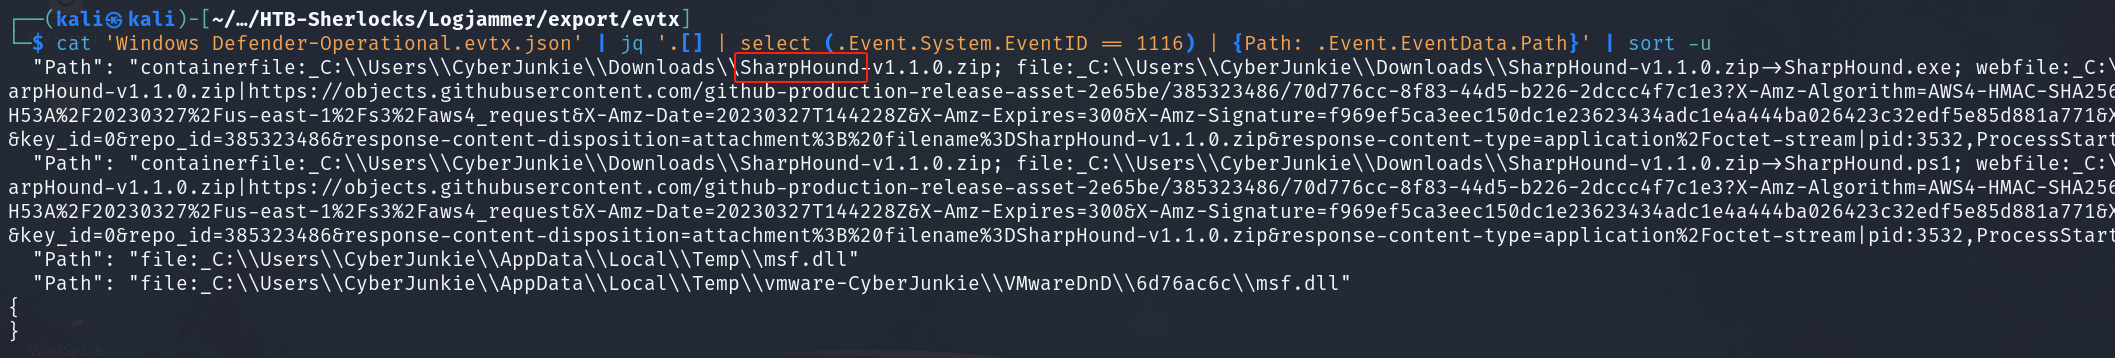 ┌──(kali㉿kali)-[~/…/HTB-Sherlocks/Logjammer/export/evtx]
└─$ cat 'Windows Defender-Operational.evtx.json' | jq '.[] | select (.Event.System.EventID == 1116) | {Path: .Event.EventData.Path}' | sort -u
"Path": "containerfile:_C:\\Users\\CyberJunkie\\Downloads\\SharpHound-v1.1.0.zip; file:_C:\\Users\\CyberJunkie\\Downloads\\SharpHound-v1.1.0.zip->SharpHound.exe; webfile:_C:\
arpHound-v1.1.0.zip|https://objects.githubusercontent.com/github-production-release-asset-2e65be/385323486/70d776cc-8f83-44d5-b226-2dccc4f7c1e3?X-Amz-Algorithm=AWS4-HMAC-SHA256
H53A%2F20230327%2Fus-east-1%2Fs3%2Faws4_request&X-Amz-Date=20230327T144228Z&X-Amz-Expires=300&X-Amz-Signature=f969ef5ca3eec150dc1e23623434adc1e4a444ba026423c32edf5e85d881a771&X
&key_id=0&repo_id=385323486&response-content-disposition=attachment%3B%20filename%3DSharpHound-v1.1.0.zip&response-content-type=application%2Foctet-stream|pid:3532,ProcessStart
"Path": "containerfile:_C:\\Users\\CyberJunkie\\Downloads\\SharpHound-v1.1.0.zip; file:_C:\\Users\\CyberJunkie\\Downloads\\SharpHound-v1.1.0.zip->SharpHound.ps1; webfile:_C:\
arpHound-v1.1.0.zip|https://objects.githubusercontent.com/github-production-release-asset-2e65be/385323486/70d776cc-8f83-44d5-b226-2dccc4f7c1e3?X-Amz-Algorithm=AWS4-HMAC-SHA256
H53A%2F20230327%2Fus-east-1%2Fs3%2Faws4_request&X-Amz-Date=20230327T144228Z&X-Amz-Expires=300&X-Amz-Signature=f969ef5ca3eec150dc1e23623434adc1e4a444ba026423c32edf5e85d881a771&X
&key_id=0&repo_id=385323486&response-content-disposition=attachment%3B%20filename%3DSharpHound-v1.1.0.zip&response-content-type=application%2Foctet-stream|pid:3532,ProcessStart
"Path": "file:_C:\\Users\\CyberJunkie\\AppData\\Local\\Temp\\msf.dll"
"Path": "file:_C:\\Users\\CyberJunkie\\AppData\\Local\\Temp\\vmware-CyberJunkie\\VMwareDnD\\6d76ac6c\\msf.dll"
{
}
WorkSpace